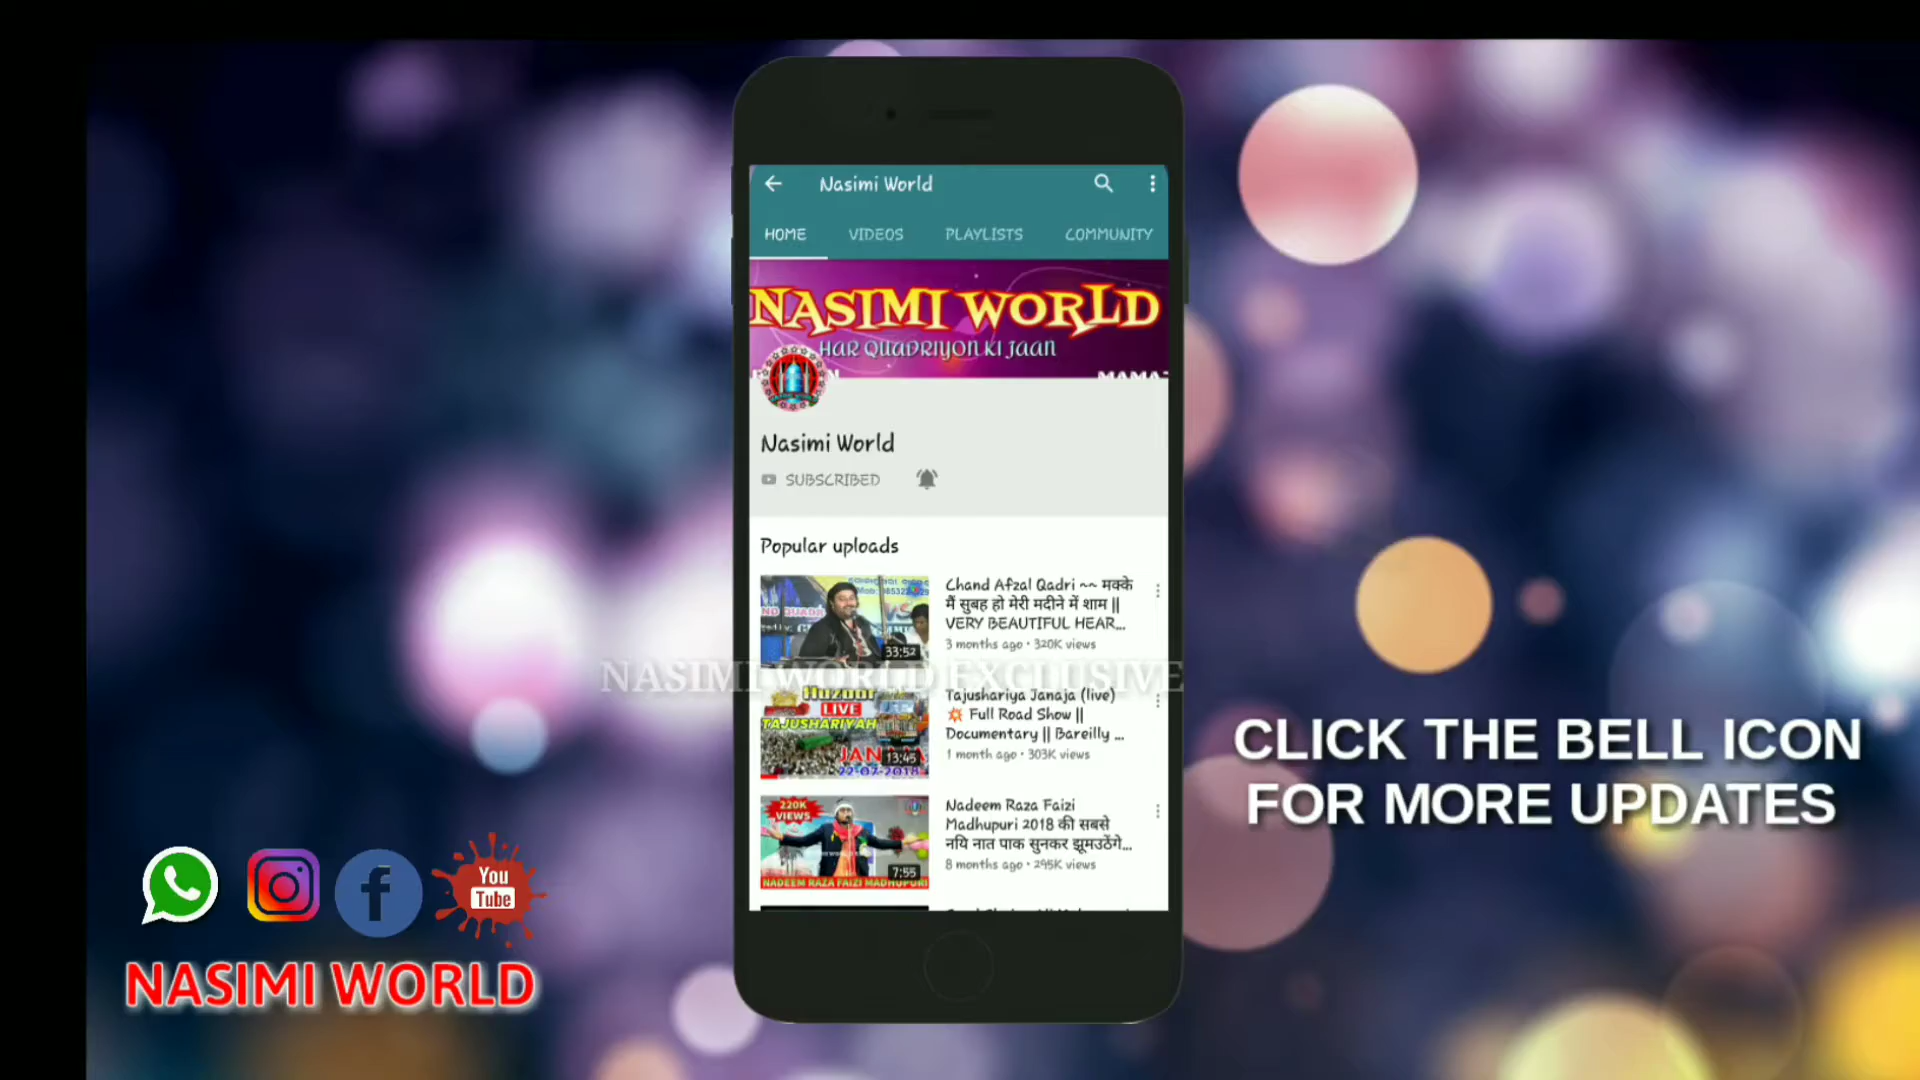 Nasimi World
HOME VIDEOS PLAYLISTS COMMUNITY
NASIMI WORLD
HAR QUADRIYON KI JAAN
Nasimi World
SUBSCRIBED
Popular uploads
Chand Afzal Qadri ~~ मक्के
मैं सुबह हो मेरी मदीने में शाम ||
VERY BEAUTIFUL HEAR...
3 months ago • 320K views
33:52
NASIMI WORLD EXCLUSIVE
Huzoor
LIVE
TAJUSHARIYAH
13:45
22-07-2018
Tajushariya Janaja (live)
💥 Full Road Show ||
Documentary || Bareilly ...
1 month ago • 303K views
220K
VIEWS
7:55
NADEEM RAZA FAIZI MADHUPURI
Nadeem Raza Faizi
Madhupuri 2018 की सबसे
नयि नात पाक सुनकर झूमउठेंगे...
8 months ago • 295K views
CLICK THE BELL ICON
FOR MORE UPDATES
You
Tube
NASIMI WORLD